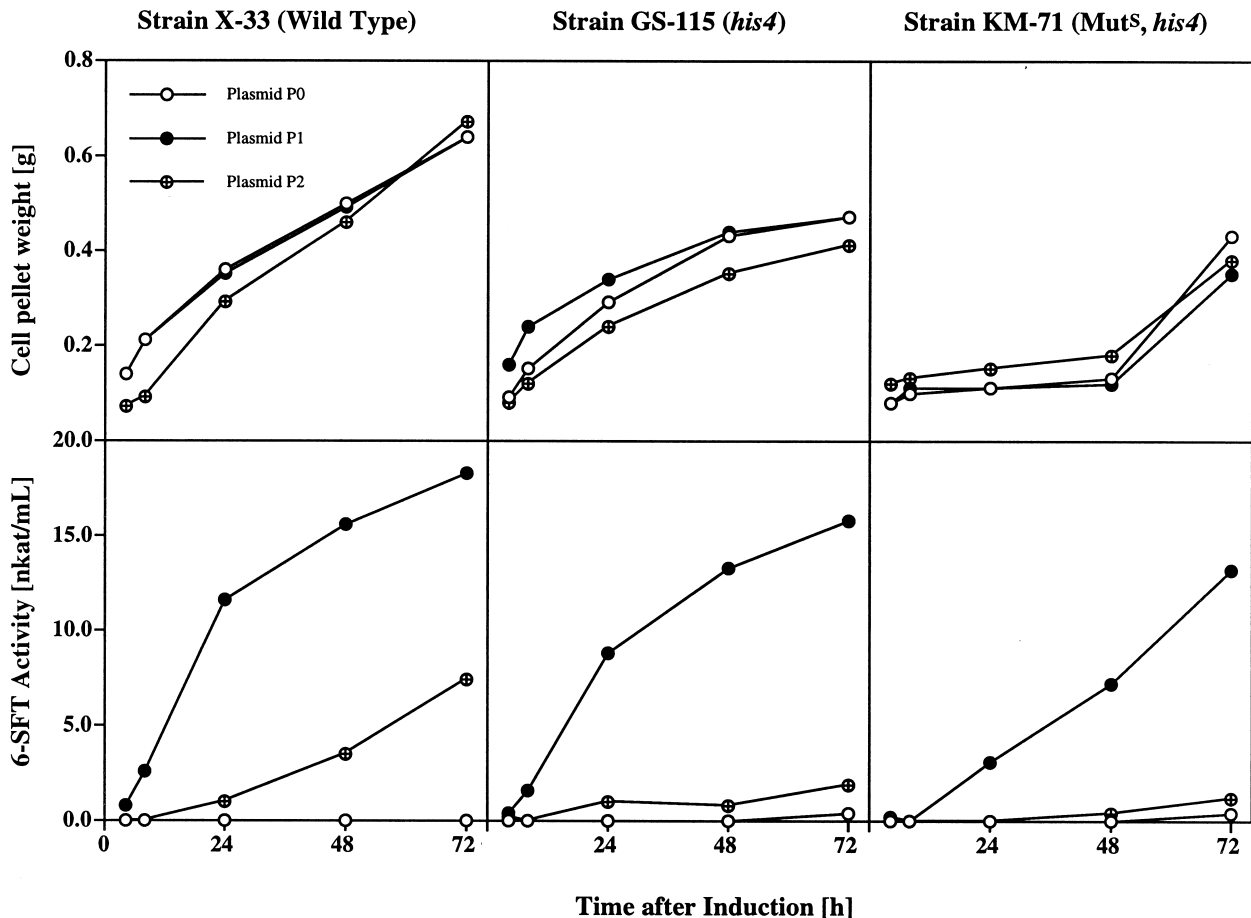 Strain X-33 (Wild Type)
Strain GS-115 (his4)
Strain KM-71 (Mutˢ, his4)
Plasmid P0
Plasmid P1
Plasmid P2
Cell pellet weight [g]
0.8
0.6
0.4
0.2
20.0
6-SFT Activity [nkat/mL]
15.0
10.0
5.0
0.0
0 24 48 72
24 48 72
24 48 72
Time after Induction [h]